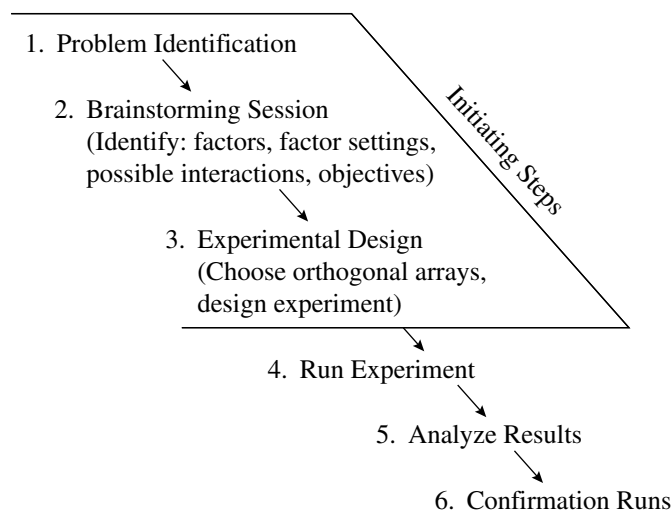 1. Problem Identification
2. Brainstorming Session
(Identify: factors, factor settings,
possible interactions, objectives)
Initiating Steps
3. Experimental Design
(Choose orthogonal arrays,
design experiment)
4. Run Experiment
5. Analyze Results
6. Confirmation Runs